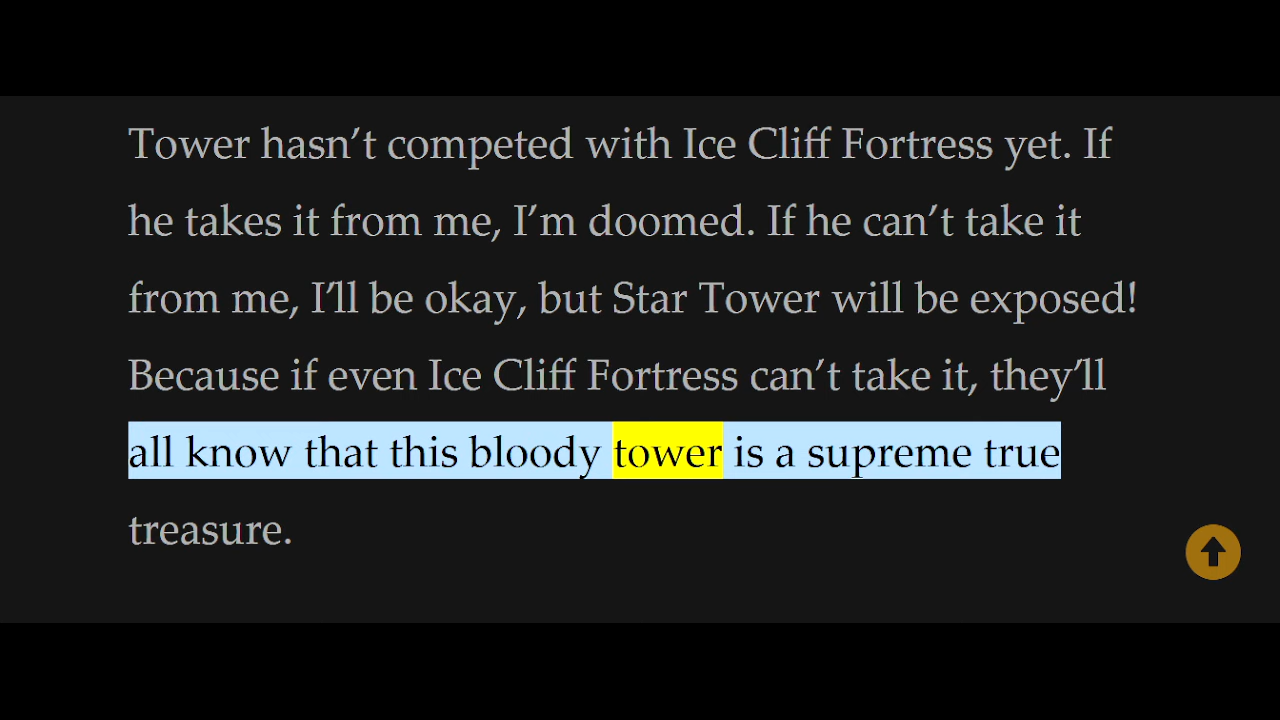 Tower hasn’t competed with Ice Cliff Fortress yet. If
he takes it from me, I’m doomed. If he can’t take it
from me, I’ll be okay, but Star Tower will be exposed!
Because if even Ice Cliff Fortress can’t take it, they’ll
all know that this bloody tower is a supreme true
treasure.